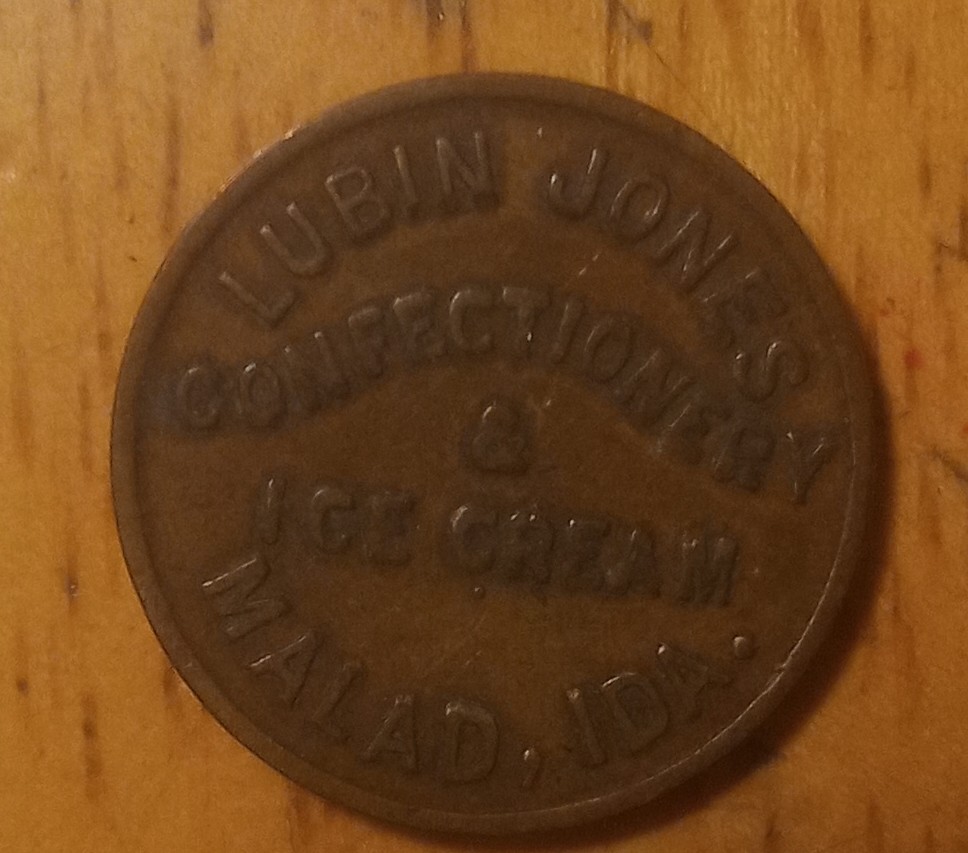 LUBIN JONES
CONFECTIONERY
&
ICE CREAM
MALAD, IDA.